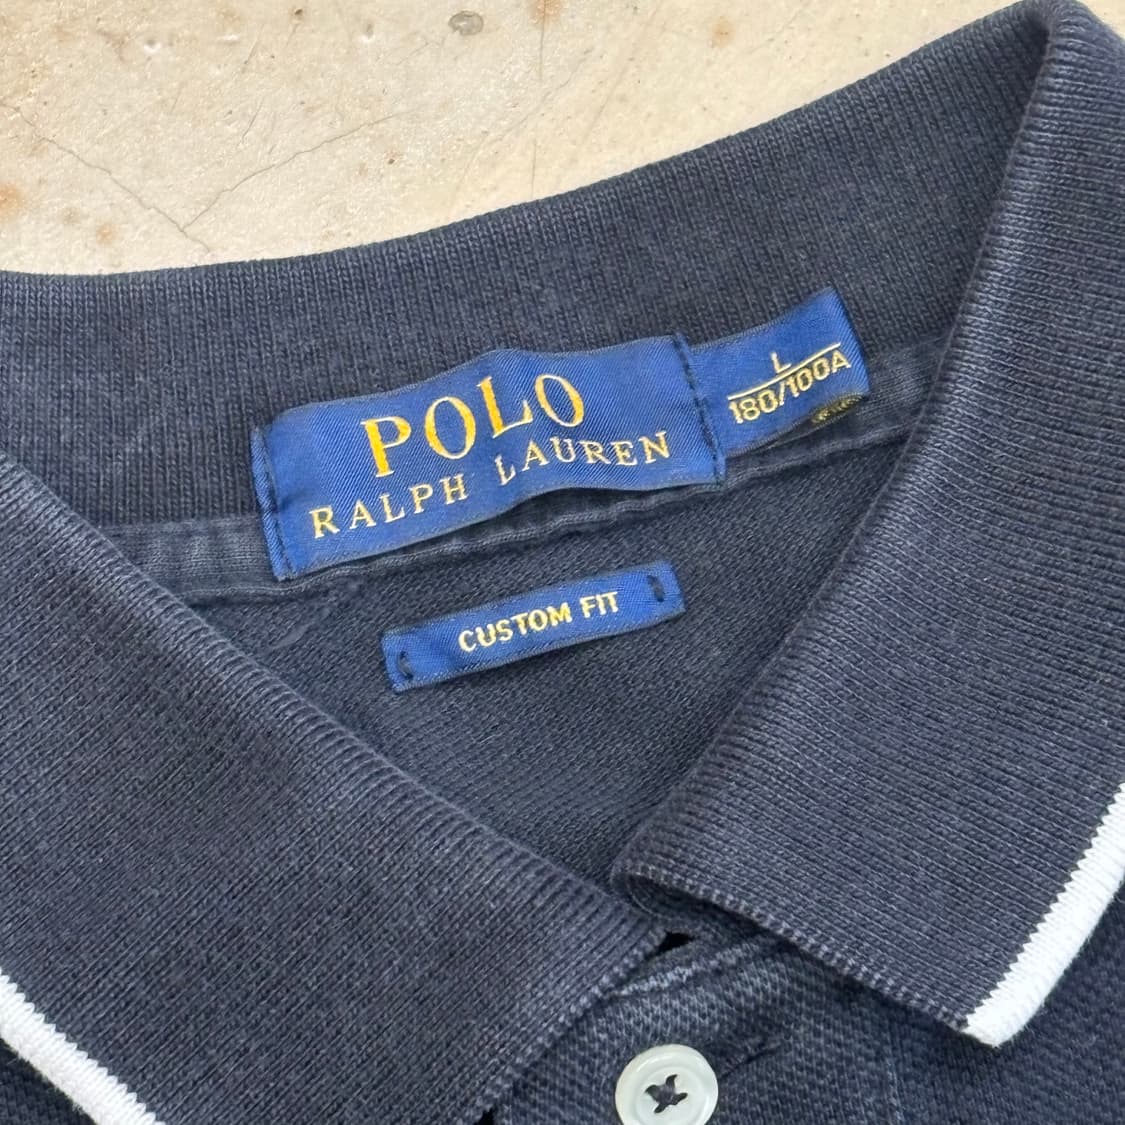 POLO
RALPH LAUREN
L
180/100A
CUSTOM FIT